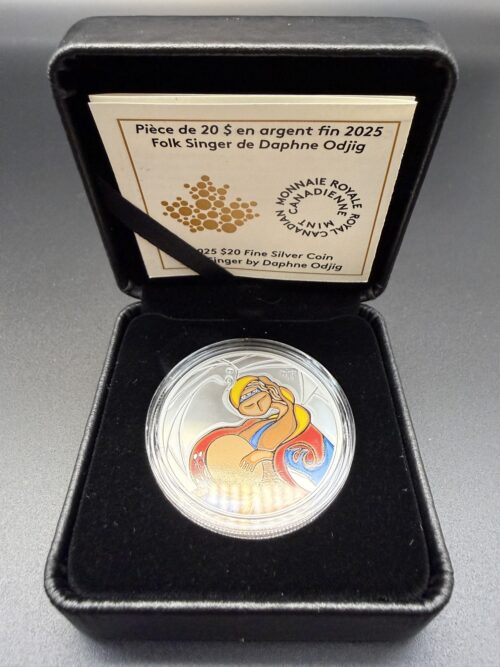 Pièce de 20 $ en argent fin 2025
Folk Singer de Daphne Odjig
MONNAIE ROYALE CANADIENNE
ROYAL CANADIAN MINT
2025 $20 Fine Silver Coin
Singer by Daphne Odjig